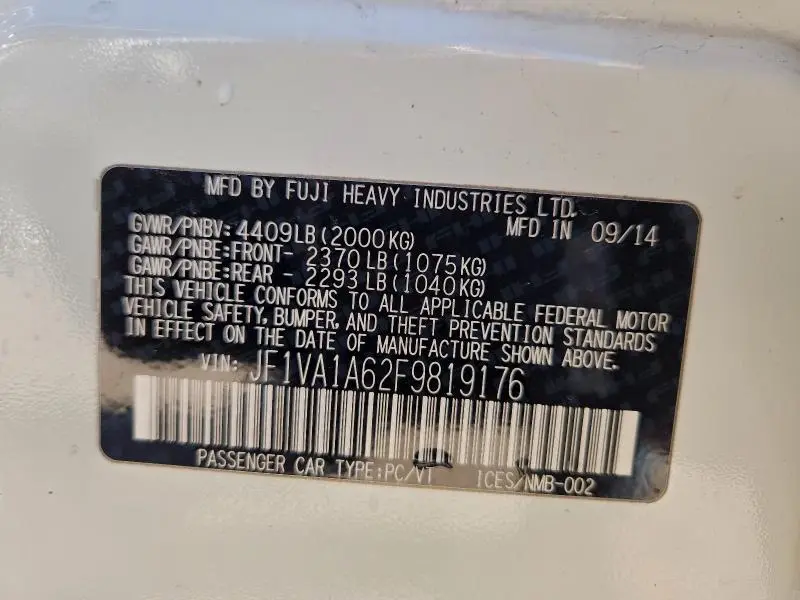 MFD BY FUJI HEAVY INDUSTRIES LTD.
MFD IN 09/14
GVWR/PNBV: 4409LB(2000KG)
GAWR/PNBE:FRONT- 2370LB(1075KG)
GAWR/PNBE:REAR - 2293LB(1040KG)
THIS VEHICLE CONFORMS TO ALL APPLICABLE FEDERAL MOTOR
VEHICLE SAFETY, BUMPER, AND THEFT PREVENTION STANDARDS
IN EFFECT ON THE DATE OF MANUFACTURE SHOWN ABOVE.
VIN: JF1VA1A62F9819176
PASSENGER CAR TYPE:PC/VT
ICES/NMB-002